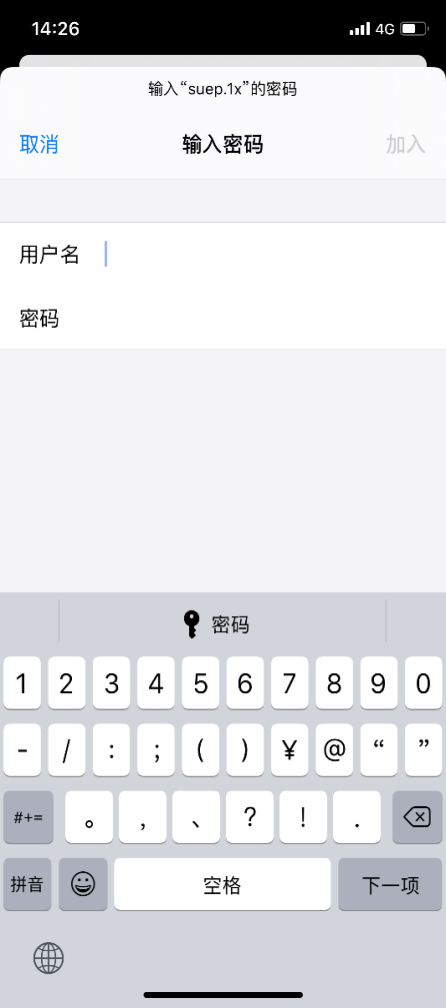 14:26 4G
输入“suep.1x”的密码
取消 输入密码 加入
用户名
密码
密码
1 2 3 4 5 6 7 8 9 0
- / : ; ( ) ¥ @ “ ”
#+= 。 , 、 ? ! .
拼音 空格 下一项